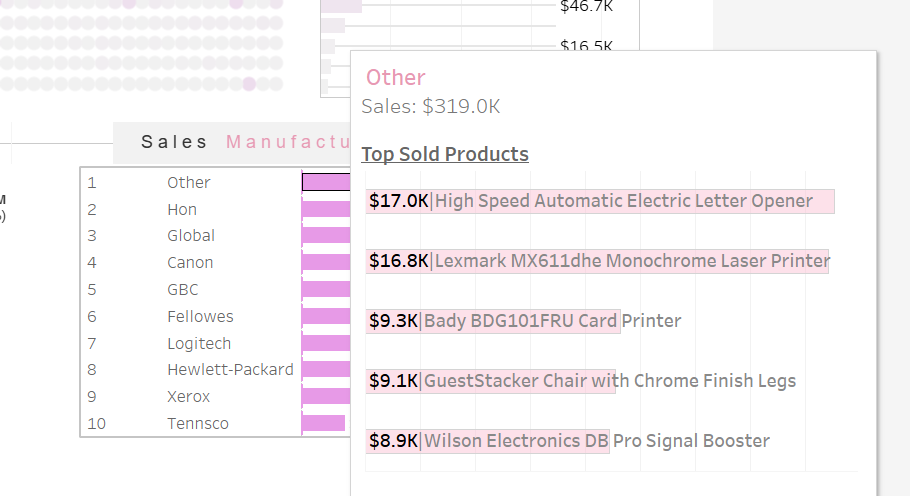 $46.7K
$16.5K
Other
Sales: $319.0K
Sales Manufactu
Top Sold Products
1 Other
2 Hon
3 Global
4 Canon
5 GBC
6 Fellowes
7 Logitech
8 Hewlett-Packard
9 Xerox
10 Tennsco
$17.0K|High Speed Automatic Electric Letter Opener
$16.8K|Lexmark MX611dhe Monochrome Laser Printer
$9.3K|Bady BDG101FRU Card Printer
$9.1K|GuestStacker Chair with Chrome Finish Legs
$8.9K|Wilson Electronics DB Pro Signal Booster